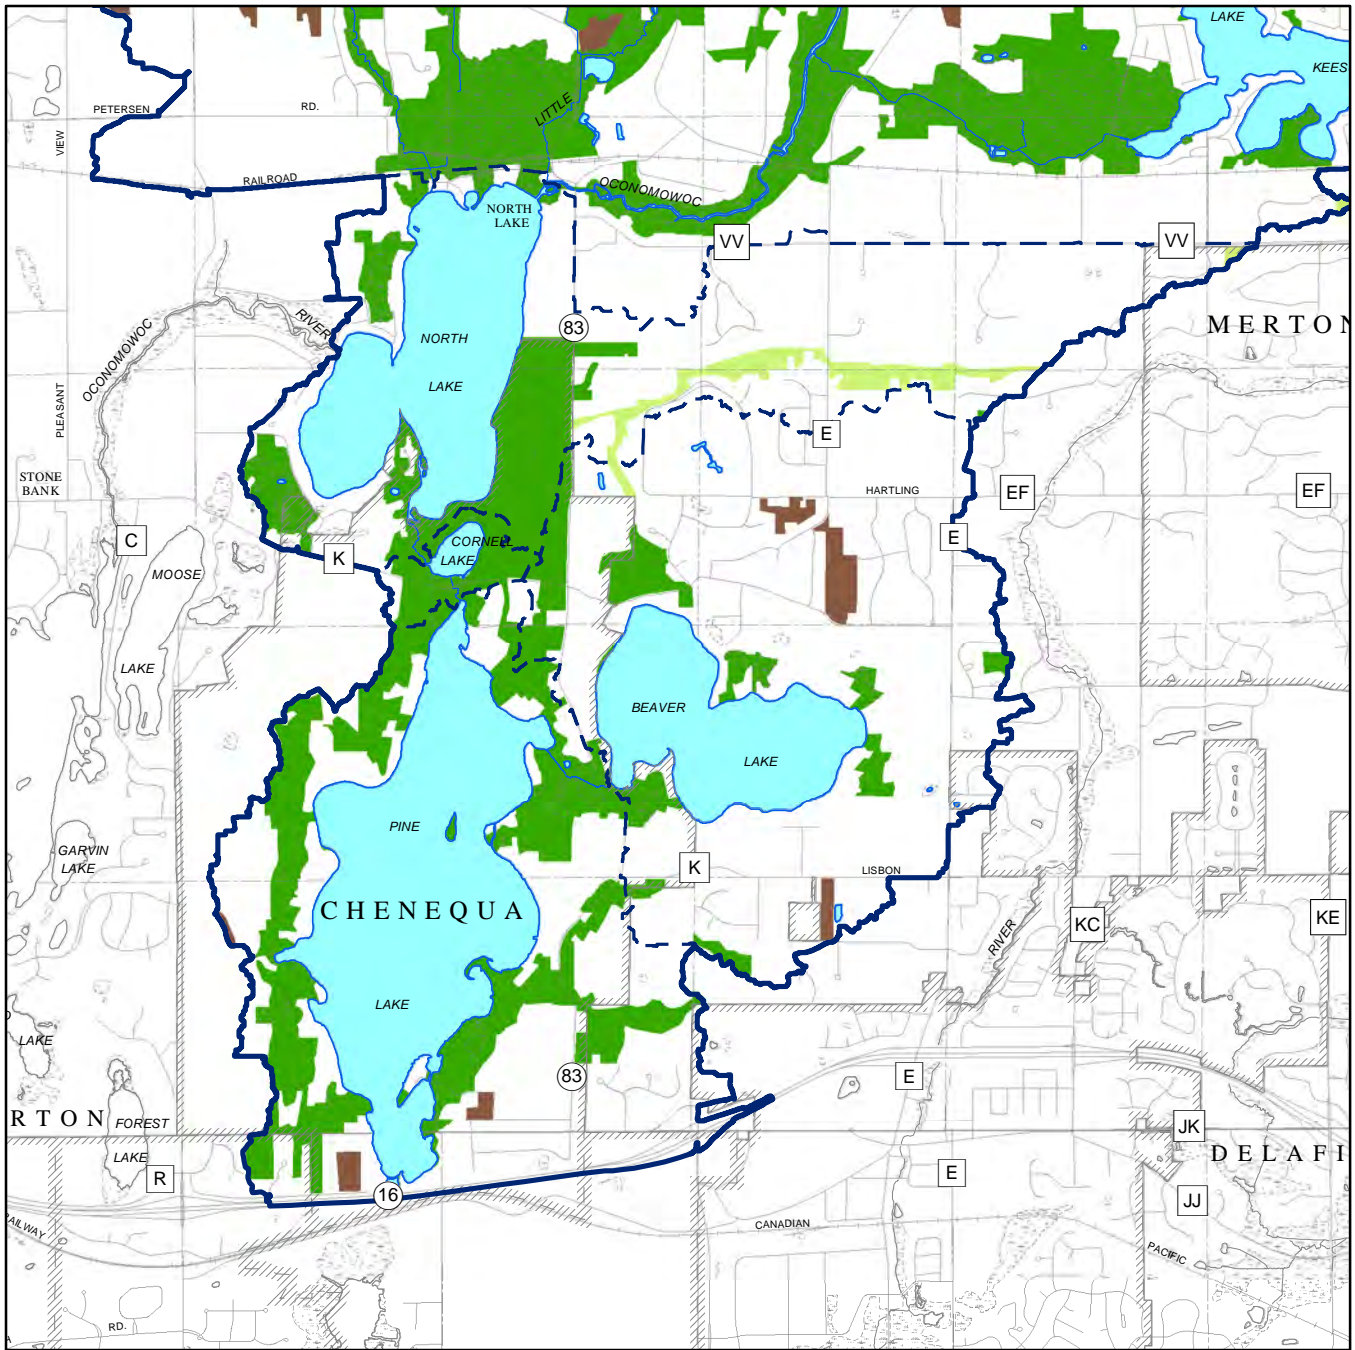 LAKE
KEES
PETERSEN
RD.
LITTLE
VIEW
RAILROAD
OCONOMOWOC
NORTH
LAKE
VV
VV
OCONOMOWOC
RIVER
83
MERTON
NORTH
LAKE
PLEASANT
E
STONE
BANK
HARTLING
EF
EF
C
K
CORNELL
LAKE
E
MOOSE
LAKE
BEAVER
LAKE
PINE
GARVIN
LAKE
K
LISBON
CHENEQUA
KC
KE
RIVER
LAKE
LAKE
83
E
RTON
FOREST
LAKE
JK
DELAFI
R
E
16
JJ
AILWAY
CANADIAN
PACIFIC
RD.